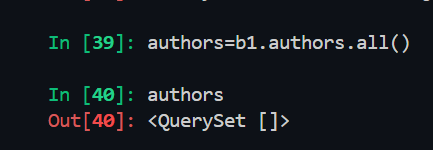 In [39]: authors=b1.authors.all()
In [40]: authors
Out[40]: <QuerySet []>